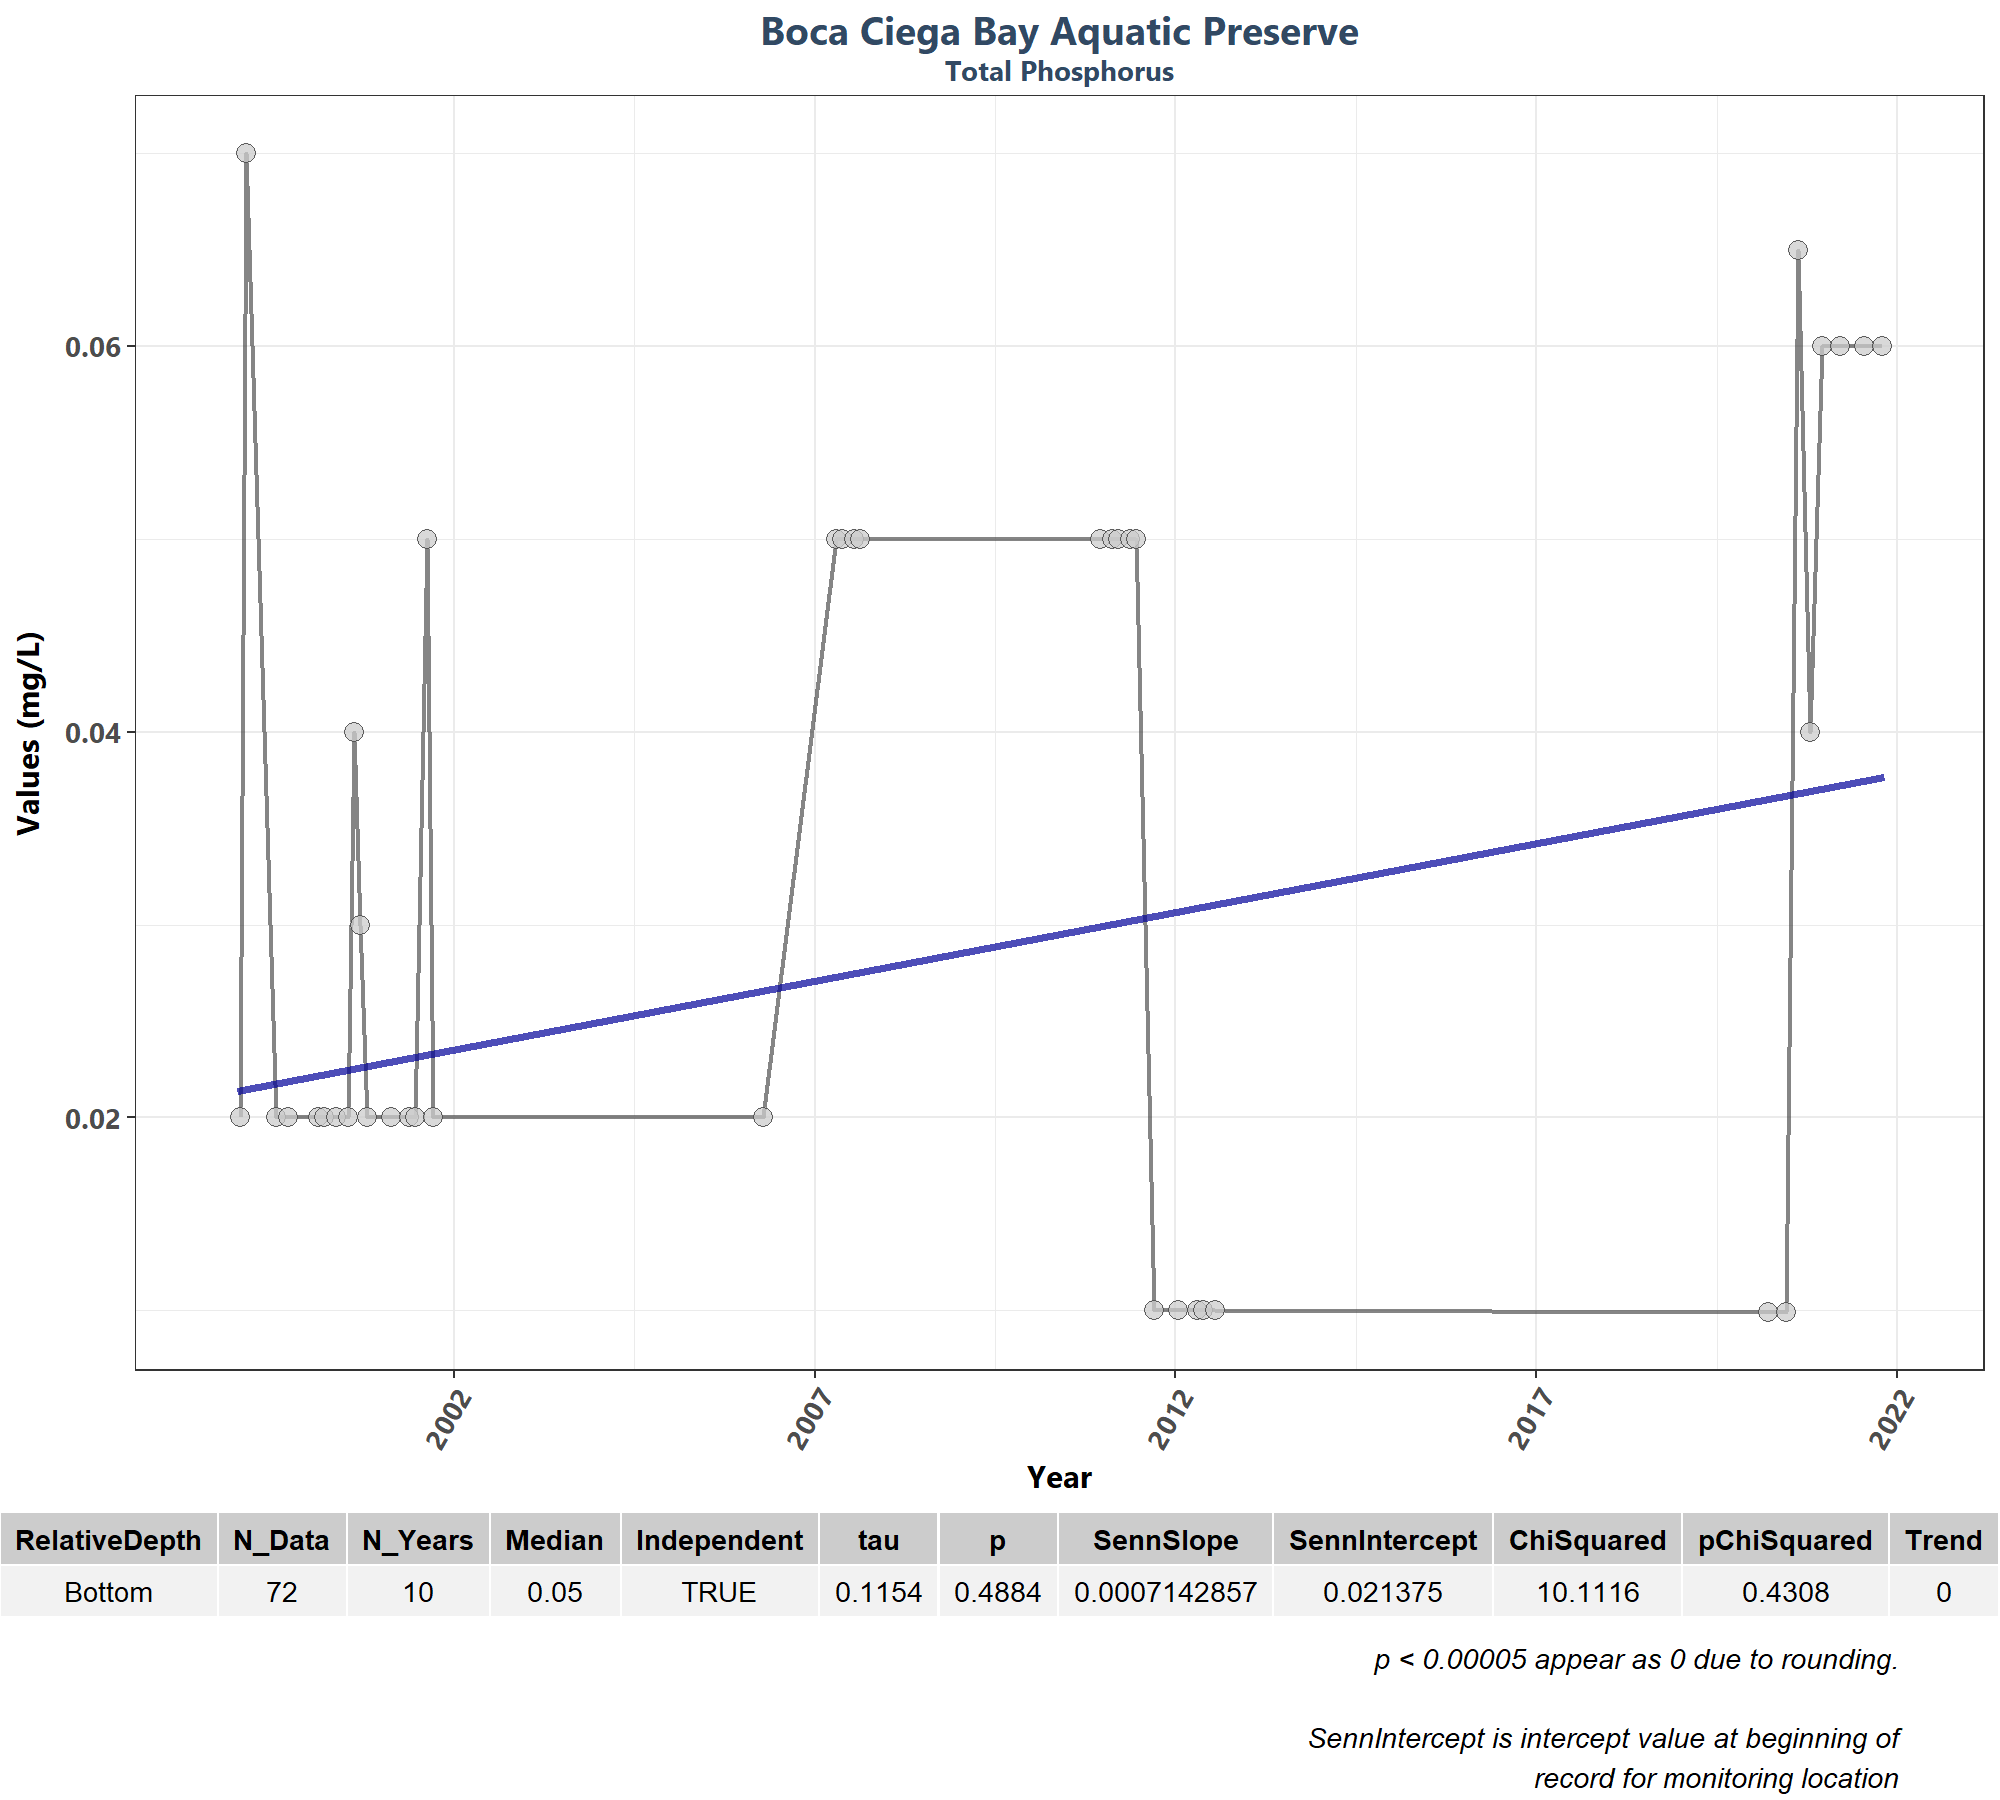 Boca Ciega Bay Aquatic Preserve
Total Phosphorus
Values (mg/L)
0.06
0.04
0.02
2002 2007 2012 2017 2022
Year
RelativeDepth N_Data N_Years Median Independent tau p SennSlope SennIntercept ChiSquared pChiSquared Trend
Bottom 72 10 0.05 TRUE 0.1154 0.4884 0.0007142857 0.021375 10.1116 0.4308 0
p < 0.00005 appear as 0 due to rounding.
SennIntercept is intercept value at beginning of
record for monitoring location